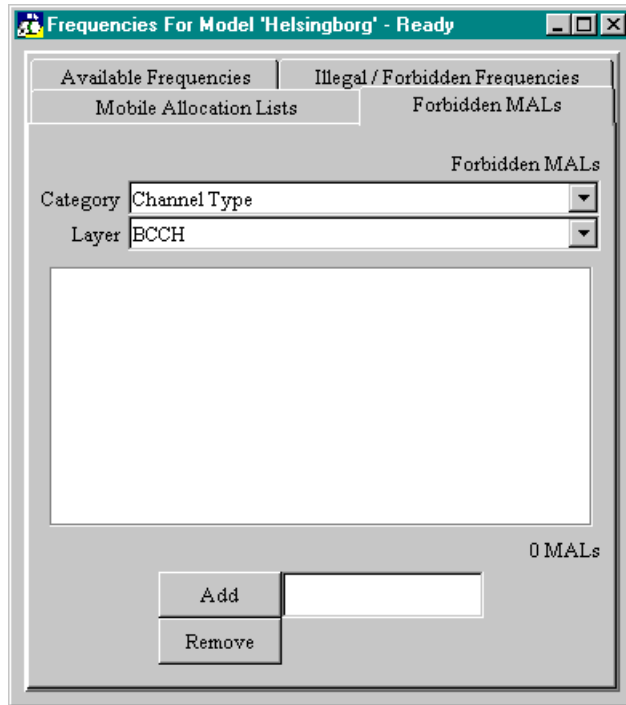 Frequencies For Model 'Helsingborg' - Ready
Available Frequencies
Illegal / Forbidden Frequencies
Mobile Allocation Lists
Forbidden MALs
Forbidden MALs
Category Channel Type
Layer BCCH
0 MALs
Add
Remove